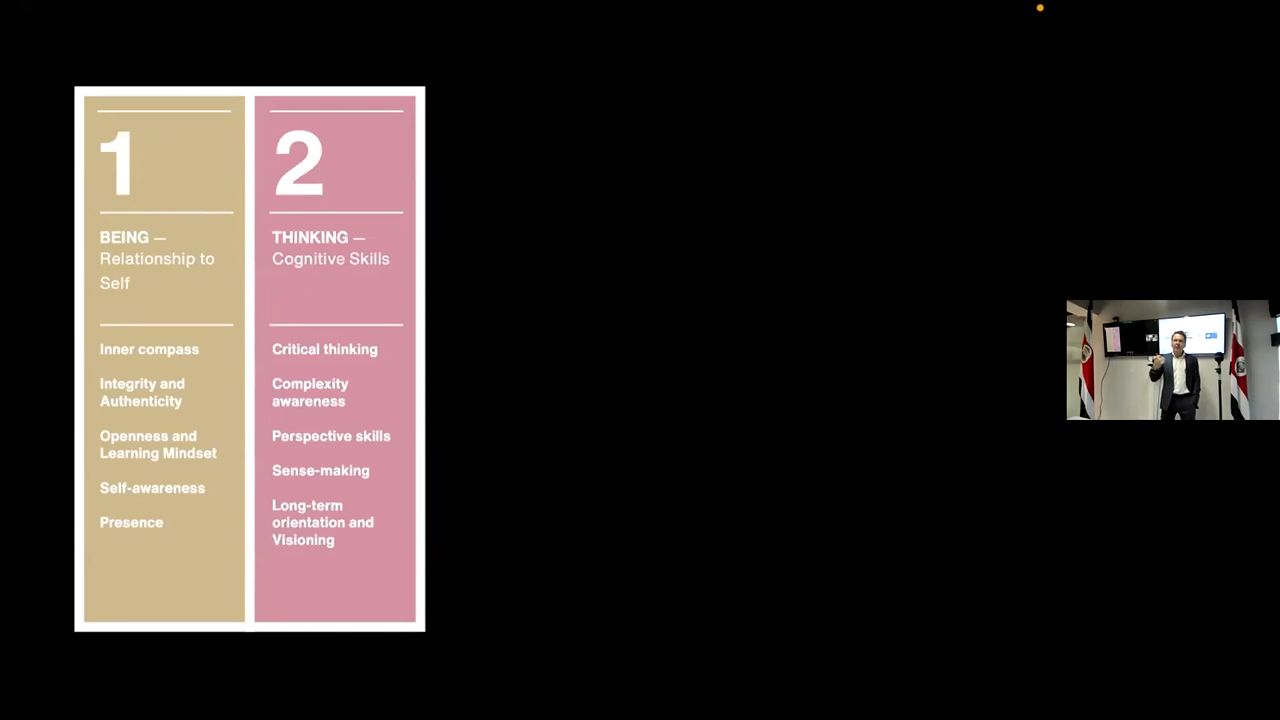 1
BEING —
Relationship to
Self
Inner compass
Integrity and
Authenticity
Openness and
Learning Mindset
Self-awareness
Presence
2
THINKING —
Cognitive Skills
Critical thinking
Complexity
awareness
Perspective skills
Sense-making
Long-term
orientation and
Visioning